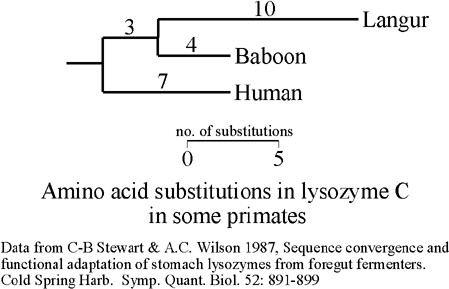 10
Langur
3
4
Baboon
7
Human
no. of substitutions
0 5
Amino acid substitutions in lysozyme C
in some primates
Data from C-B Stewart & A.C. Wilson 1987, Sequence convergence and
functional adaptation of stomach lysozymes from foregut fermenters.
Cold Spring Harb. Symp. Quant. Biol. 52: 891-899